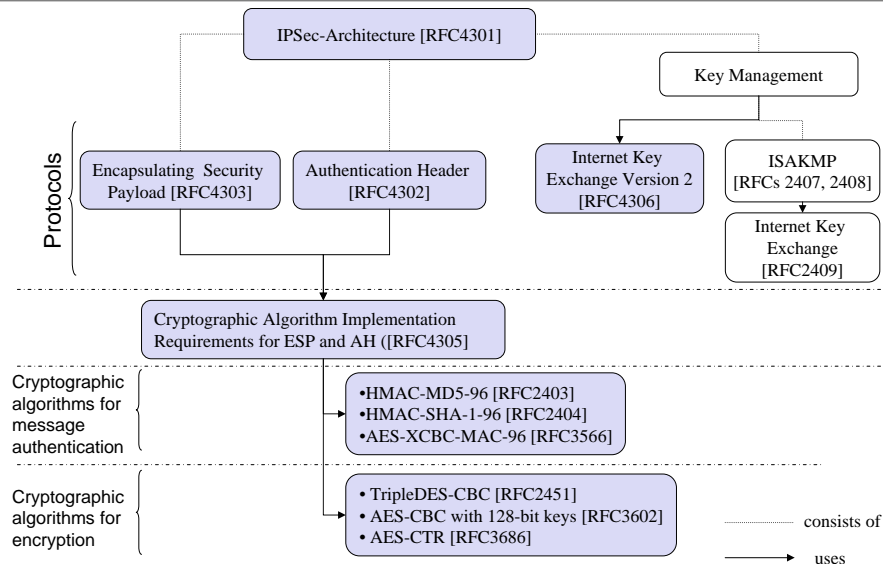 IPSec-Architecture [RFC4301]
Key Management
Protocols
Encapsulating Security
Payload [RFC4303]
Authentication Header
[RFC4302]
Internet Key
Exchange Version 2
[RFC4306]
ISAKMP
[RFCs 2407, 2408]
Internet Key
Exchange
[RFC2409]
Cryptographic Algorithm Implementation
Requirements for ESP and AH ([RFC4305]
Cryptographic
algorithms for
message
authentication
•HMAC-MD5-96 [RFC2403]
•HMAC-SHA-1-96 [RFC2404]
•AES-XCBC-MAC-96 [RFC3566]
Cryptographic
algorithms for
encryption
• TripleDES-CBC [RFC2451]
• AES-CBC with 128-bit keys [RFC3602]
• AES-CTR [RFC3686]
consists of
uses